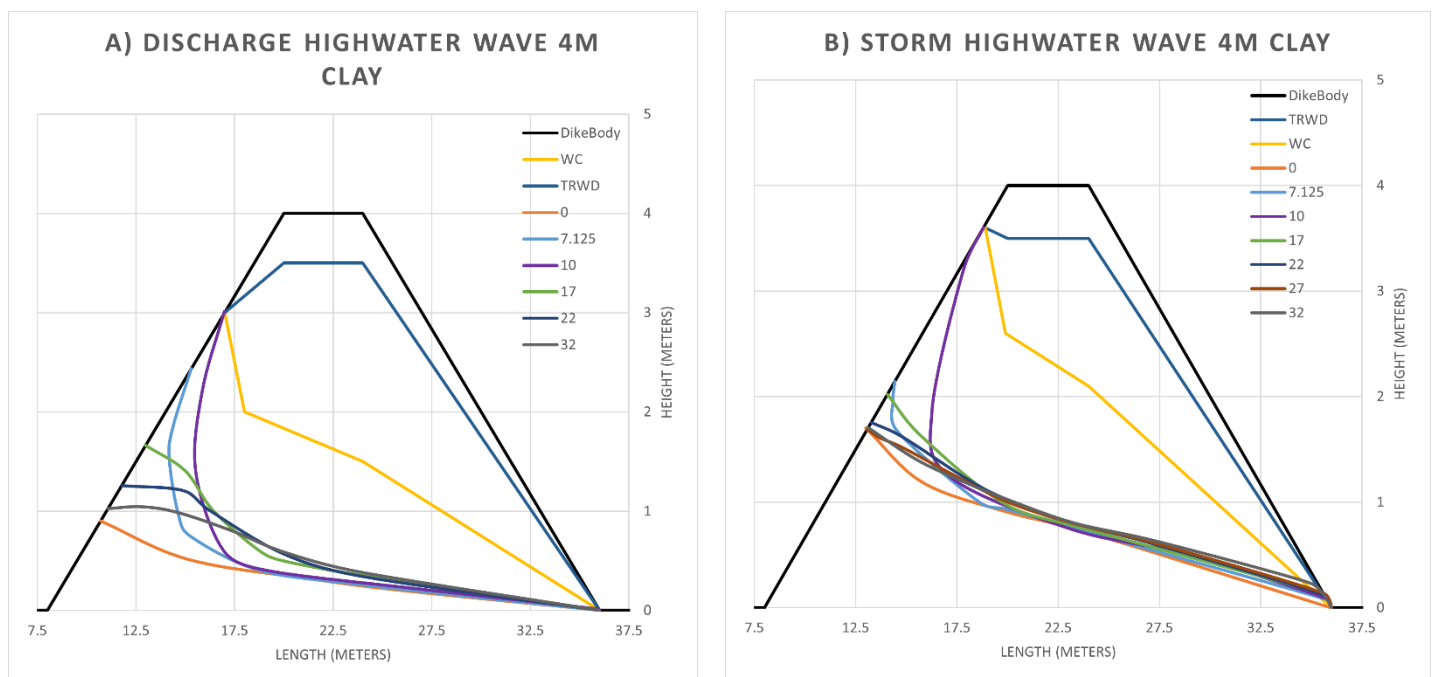 A) DISCHARGE HIGHWATER WAVE 4M
CLAY
5
4
3
2
1
0
HEIGHT (METERS)
DikeBody
WC
TRWD
0
7.125
10
17
22
32
7.5 12.5 17.5 22.5 27.5 32.5 37.5
LENGTH (METERS)
B) STORM HIGHWATER WAVE 4M CLAY
5
4
3
2
1
0
HEIGHT (METERS)
DikeBody
TRWD
WC
0
7.125
10
17
22
27
32
7.5 12.5 17.5 22.5 27.5 32.5 37.5
LENGTH (METERS)